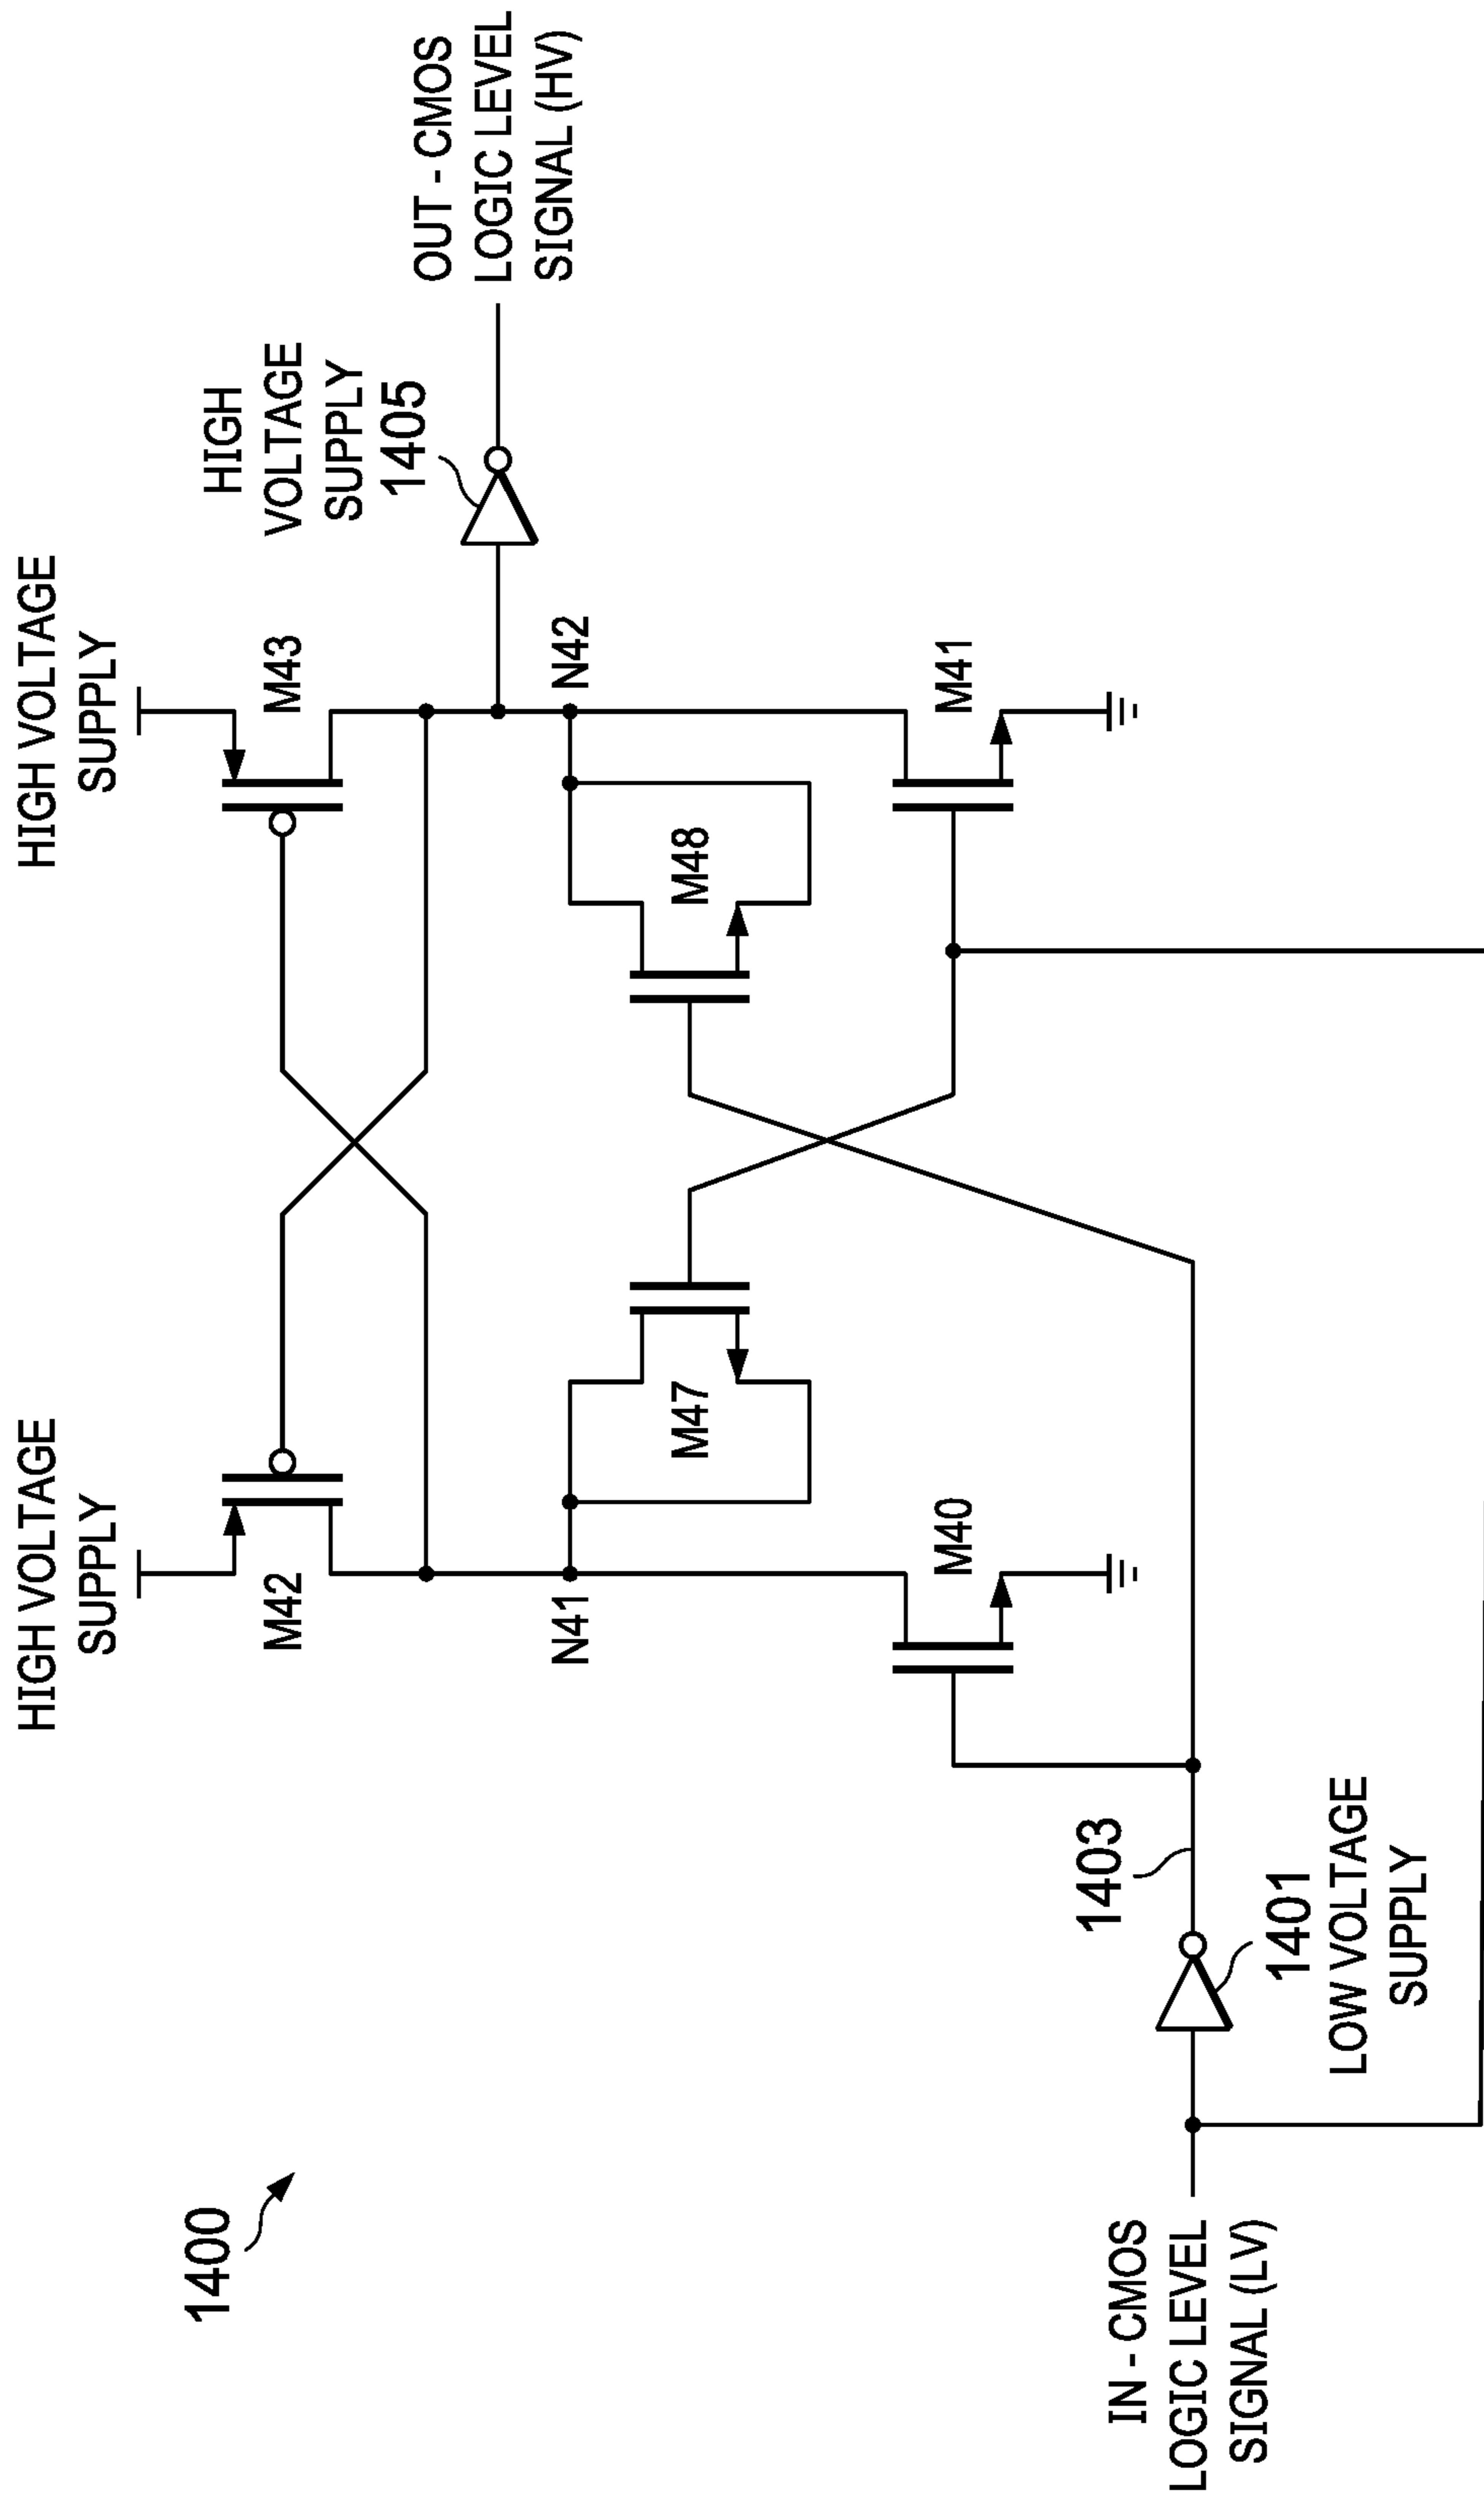 1400
HIGH VOLTAGE
SUPPLY
HIGH VOLTAGE
SUPPLY
M42
M43
HIGH
VOLTAGE
SUPPLY
1405
OUT - CMOS
LOGIC LEVEL
SIGNAL (HV)
N41
N42
M47
M48
M40
M41
1403
IN - CMOS
LOGIC LEVEL
SIGNAL (LV)
1401
LOW VOLTAGE
SUPPLY